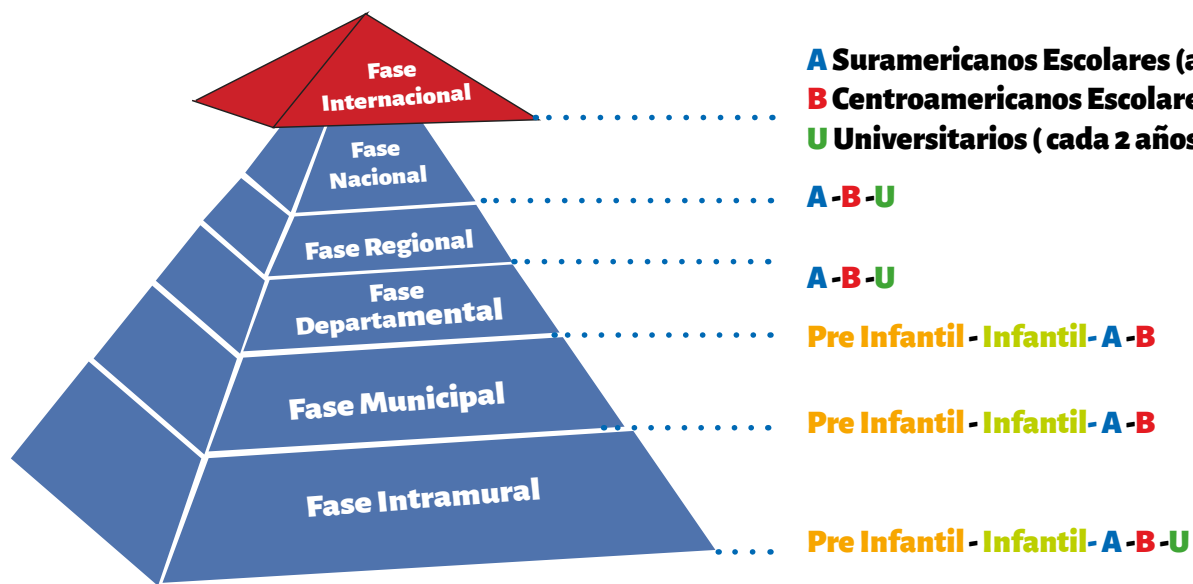 Fase
Internacional
A Suramericanos Escolares (a
B Centroamericanos Escolare
U Universitarios ( cada 2 años
Fase
Nacional
A -B -U
Fase Regional
A -B -U
Fase
Departamental
Pre Infantil - Infantil- A -B
Fase Municipal
Pre Infantil - Infantil- A -B
Fase Intramural
Pre Infantil - Infantil- A -B -U